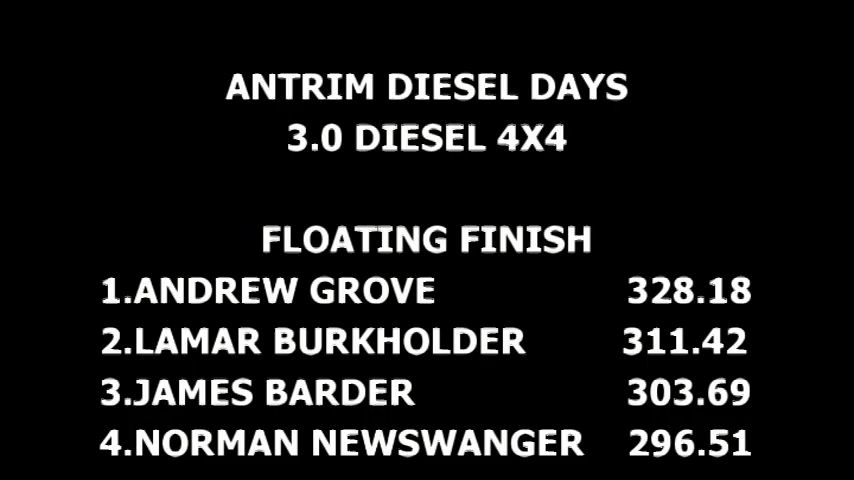 ANTRIM DIESEL DAYS
3.0 DIESEL 4X4
FLOATING FINISH
1.ANDREW GROVE 328.18
2.LAMAR BURKHOLDER 311.42
3.JAMES BARDER 303.69
4.NORMAN NEWSWANGER 296.51